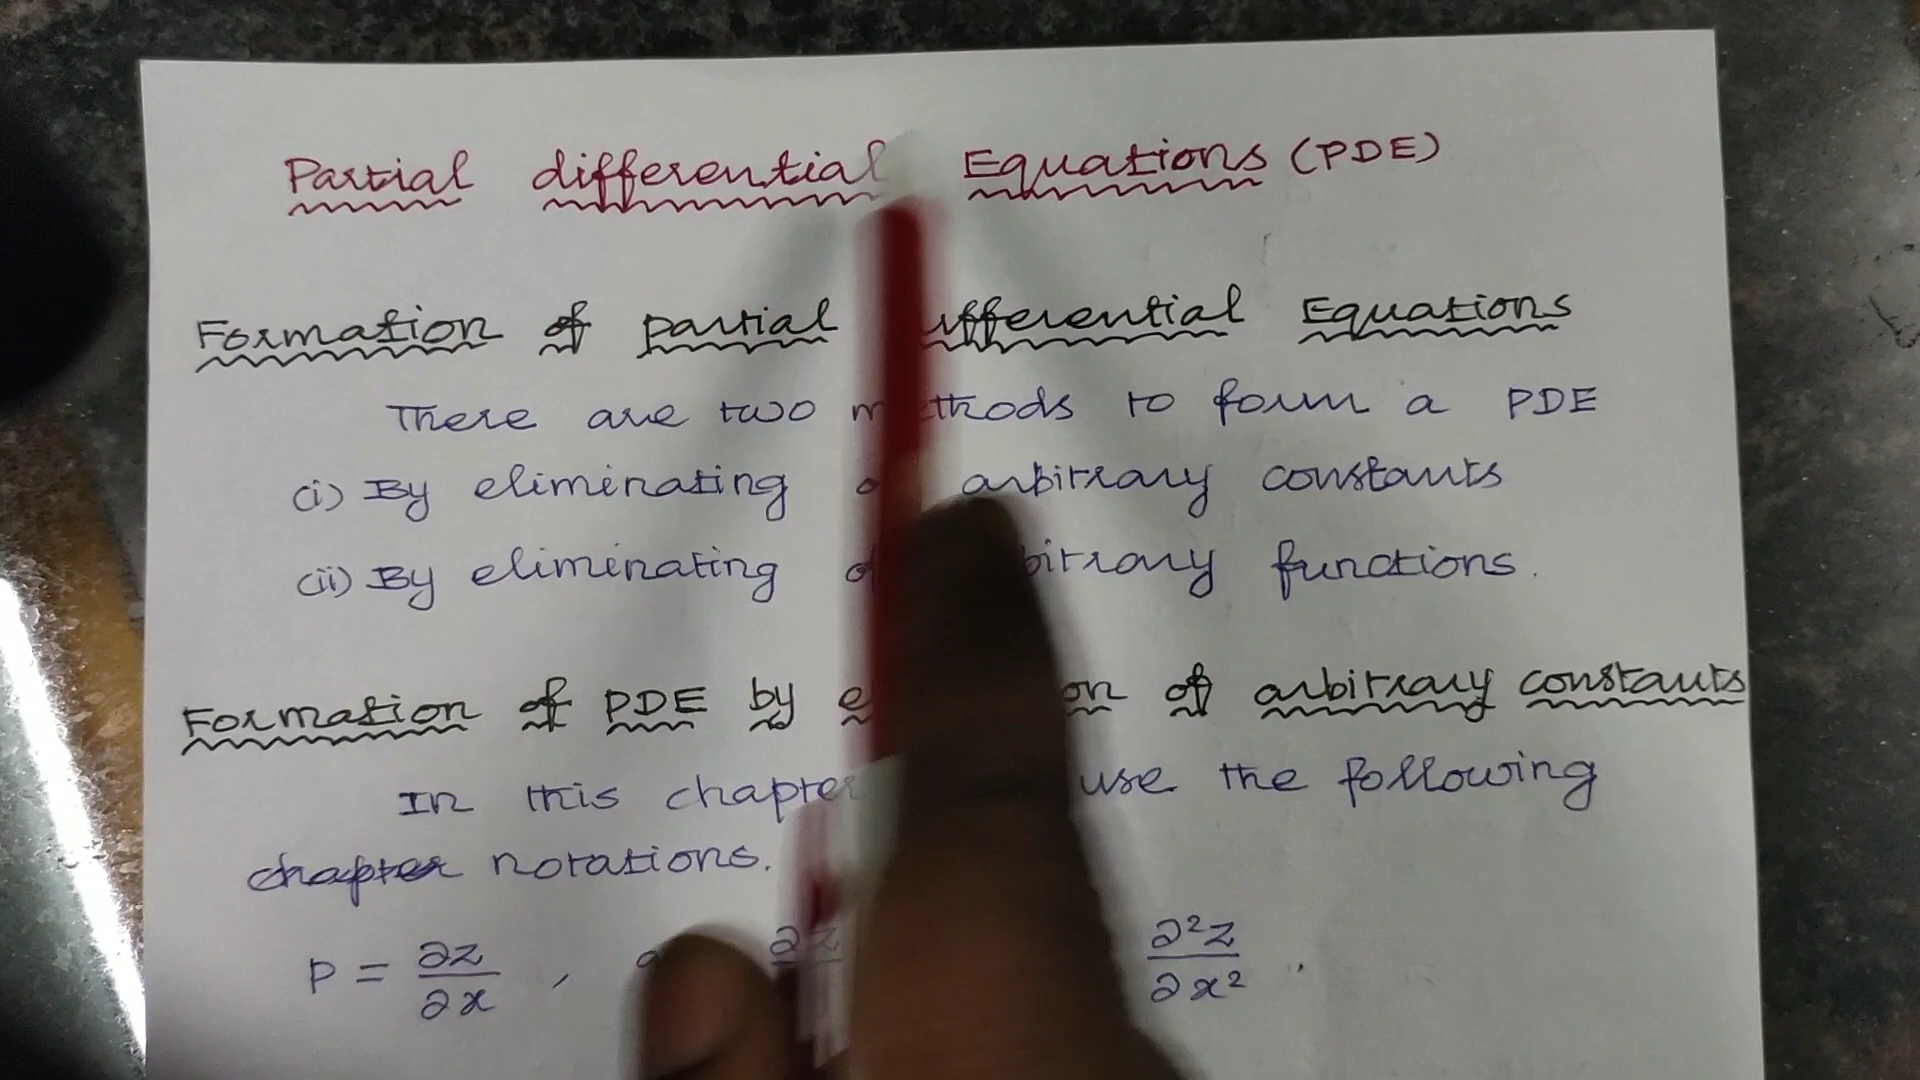 Partial differential Equations (PDE)
Formation of partial Equations
There are two methods to form a PDE
(i) By eliminating arbitrary constants
(ii) By eliminating functions.
Formation of PDE by of arbitrary constants
In this chapter use the following
chapter notations.
P = ∂z/∂x , ∂²z/∂x² ,